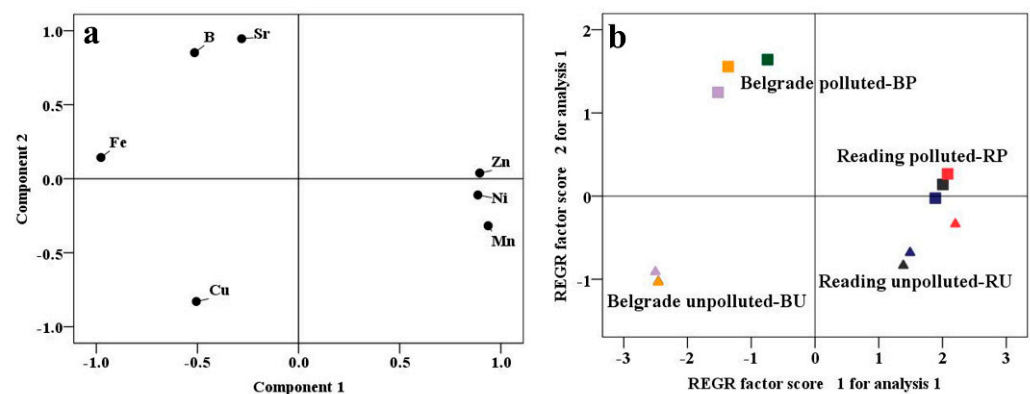 a
1.0
0.5
0.0
-0.5
-1.0
Component 2
B
Sr
Fe
Zn
Ni
Mn
Cu
-1.0
-0.5
0.0
0.5
1.0
Component 1
b
2
1
0
-1
REGR factor score 2 for analysis 1
Belgrade polluted-BP
Reading polluted-RP
Reading unpolluted-RU
Belgrade unpolluted-BU
-3
-2
-1
0
1
2
3
REGR factor score 1 for analysis 1